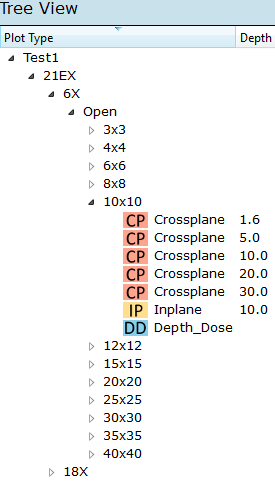 Tree View
Plot Type Depth
Test1
21EX
6X
Open
3x3
4x4
6x6
8x8
10x10
CP Crossplane 1.6
CP Crossplane 5.0
CP Crossplane 10.0
CP Crossplane 20.0
CP Crossplane 30.0
IP Inplane 10.0
DD Depth_Dose
12x12
15x15
20x20
25x25
30x30
35x35
40x40
18X